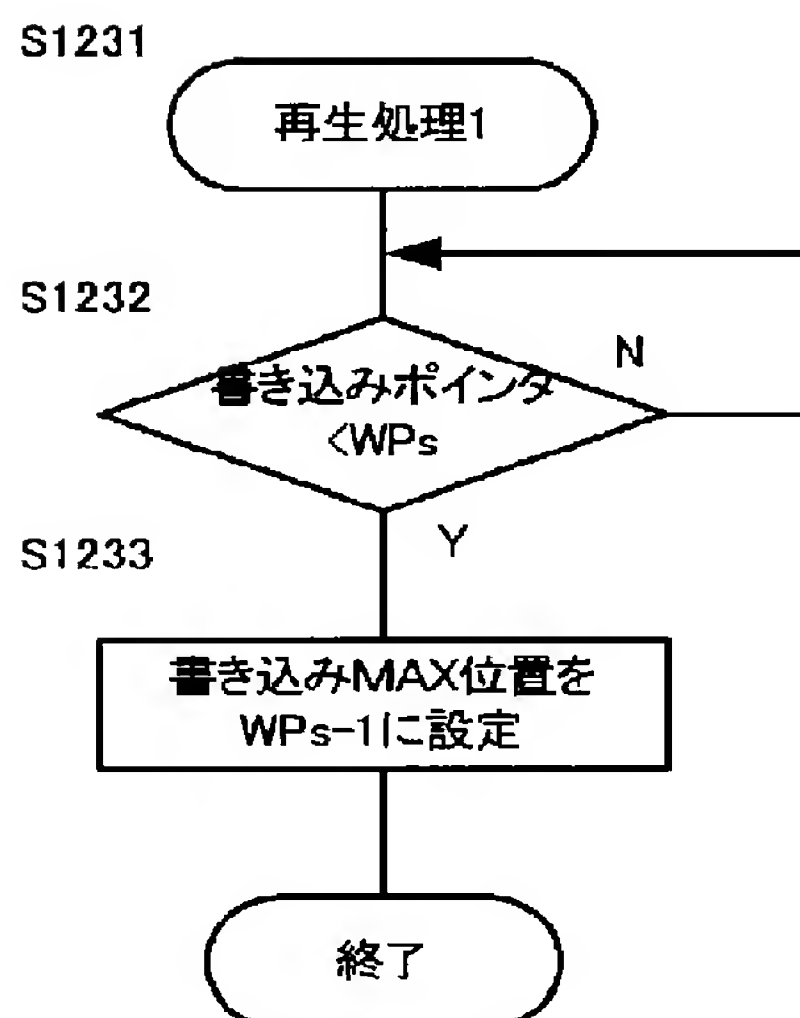 S1231
再生処理1
S1232
書き込みポインタ
<WPs
N
Y
S1233
書き込みMAX位置を
WPs-1に設定
終了